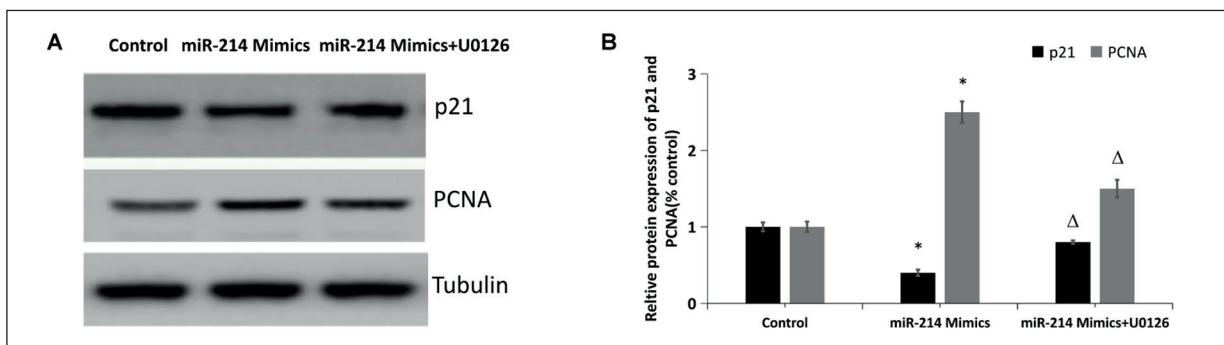 A
Control miR-214 Mimics miR-214 Mimics+U0126
p21
PCNA
Tubulin
B
p21 PCNA
Reltive protein expression of p21 and
PCNA(% control)
3
2
1
0
*
*
Δ
Δ
Control miR-214 Mimics miR-214 Mimics+U0126